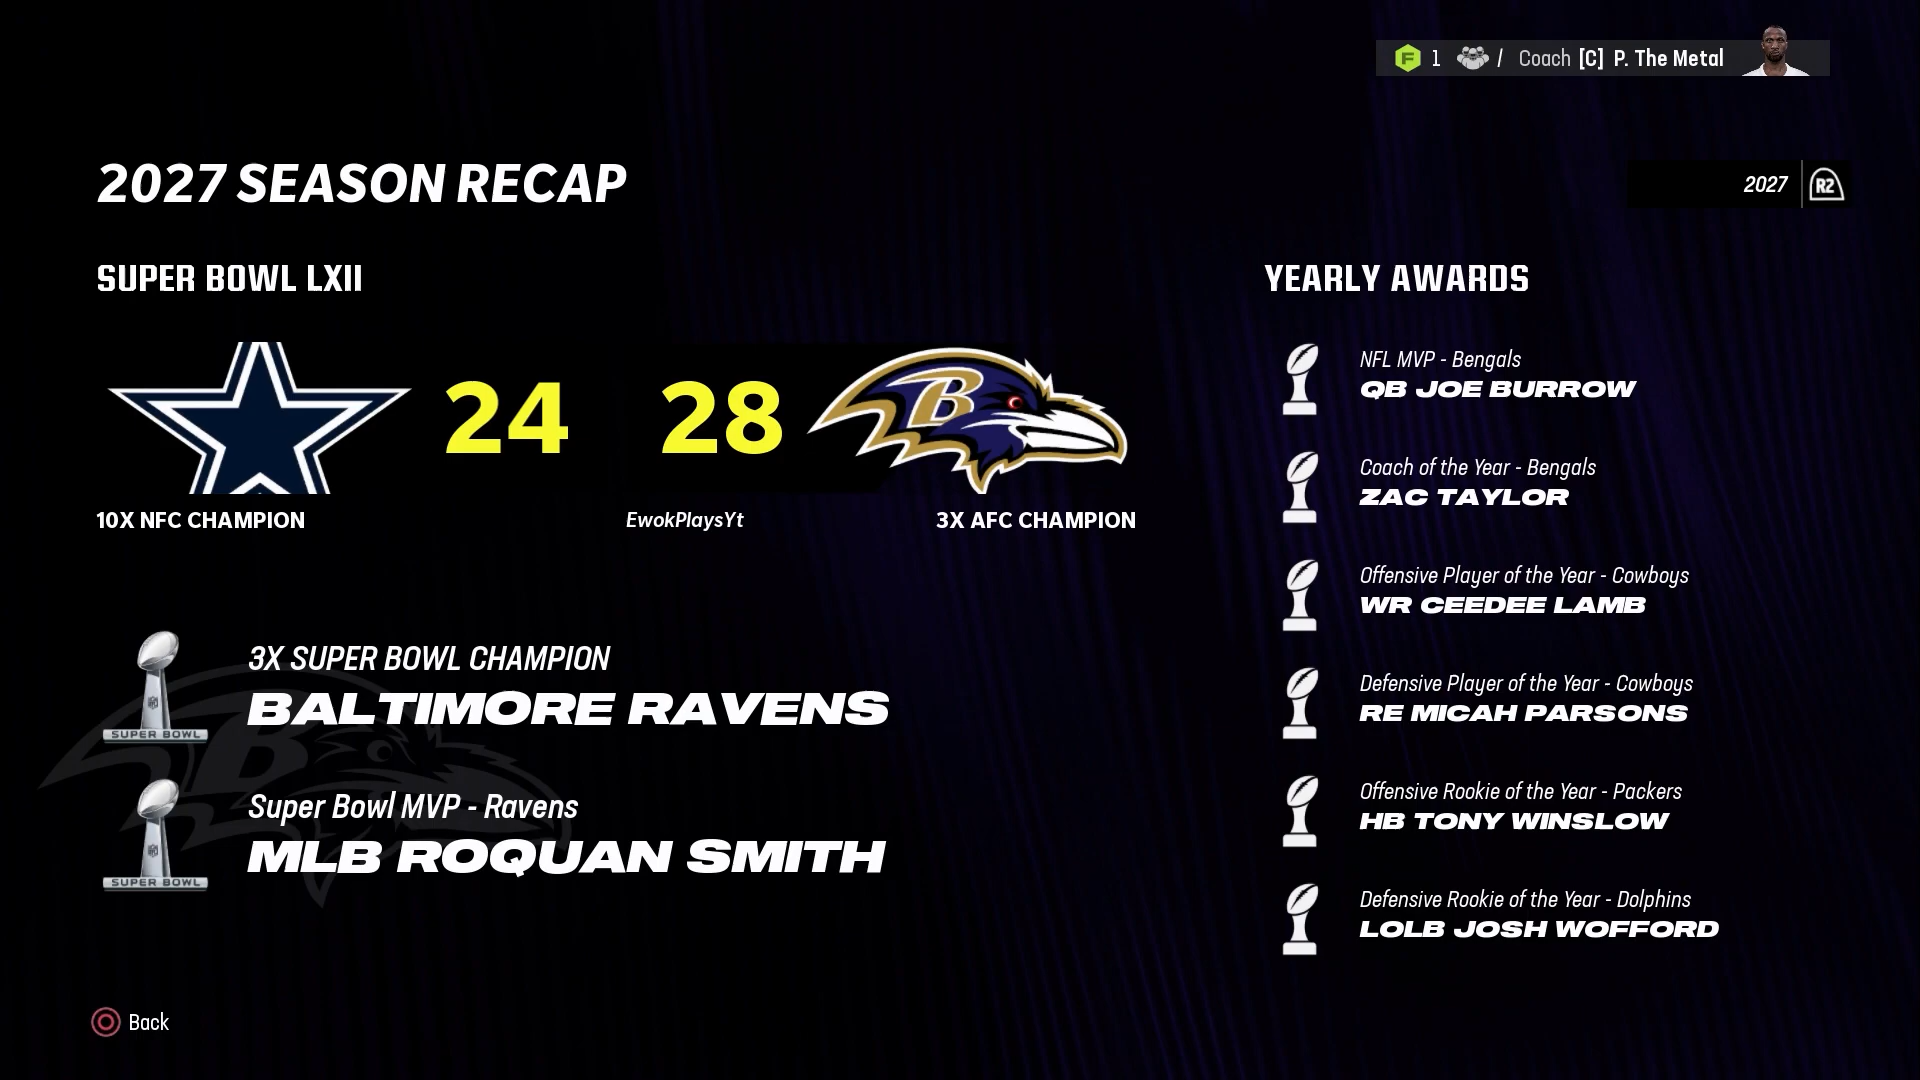 1 / Coach [C] P. The Metal
2027 SEASON RECAP
2027 R2
SUPER BOWL LXII
24 28
10X NFC CHAMPION
EwokPlaysYt
3X AFC CHAMPION
3X SUPER BOWL CHAMPION
BALTIMORE RAVENS
SUPER BOWL
Super Bowl MVP - Ravens
MLB ROQUAN SMITH
SUPER BOWL
YEARLY AWARDS
NFL MVP - Bengals
QB JOE BURROW
Coach of the Year - Bengals
ZAC TAYLOR
Offensive Player of the Year - Cowboys
WR CEEDEE LAMB
Defensive Player of the Year - Cowboys
RE MICAH PARSONS
Offensive Rookie of the Year - Packers
HB TONY WINSLOW
Defensive Rookie of the Year - Dolphins
LOLB JOSH WOFFORD
Back